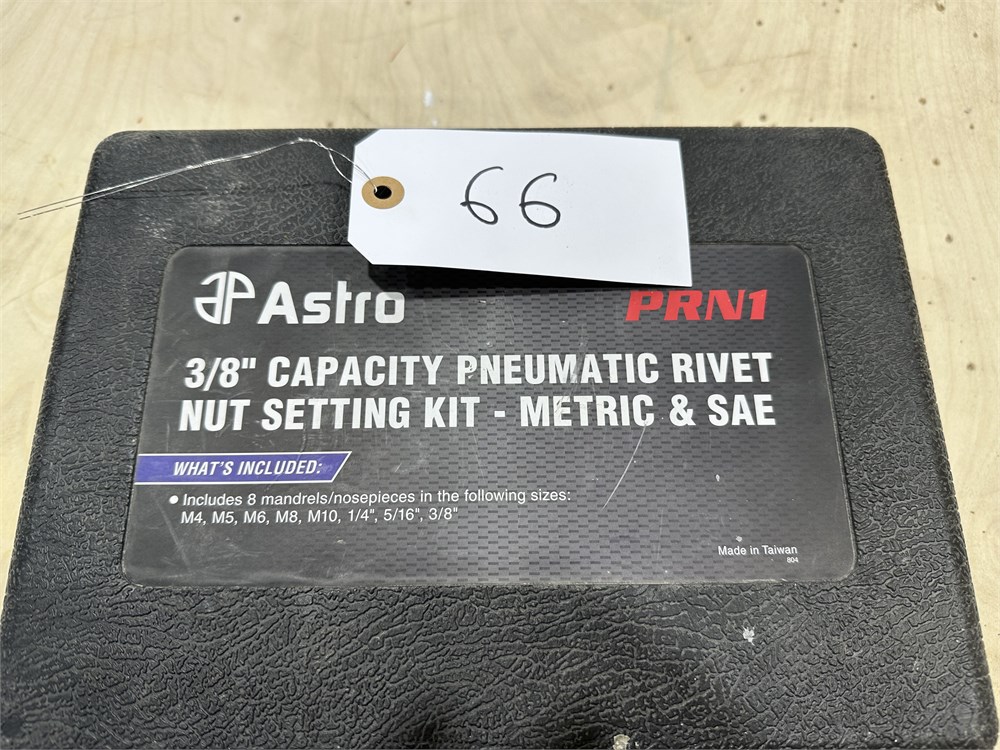 66
Astro
PRN1
3/8" CAPACITY PNEUMATIC RIVET
NUT SETTING KIT - METRIC & SAE
WHAT'S INCLUDED:
• Includes 8 mandrels/nosepieces in the following sizes:
M4, M5, M6, M8, M10, 1/4", 5/16", 3/8"
Made in Taiwan
804